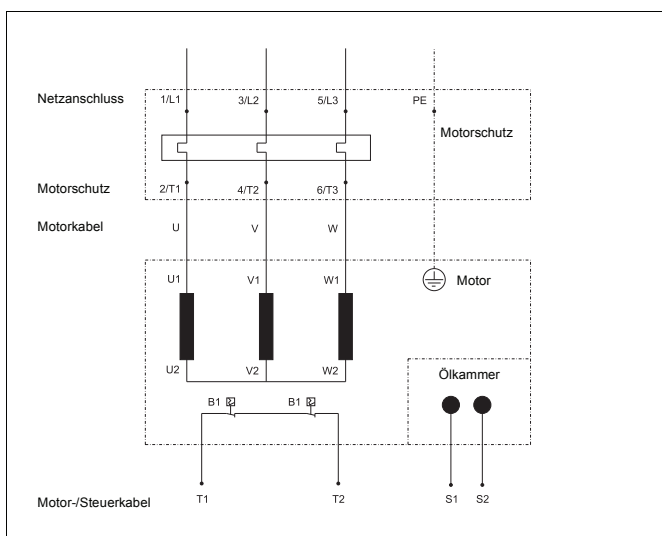 Netzanschluss 1/L1 3/L2 5/L3 PE
Motorschutz
Motorschutz 2/T1 4/T2 6/T3
Motorkabel U V W
U1 V1 W1 Motor
U2 V2 W2 Ölkammer
B1 B1
Motor-/Steuerkabel T1 T2 S1 S2